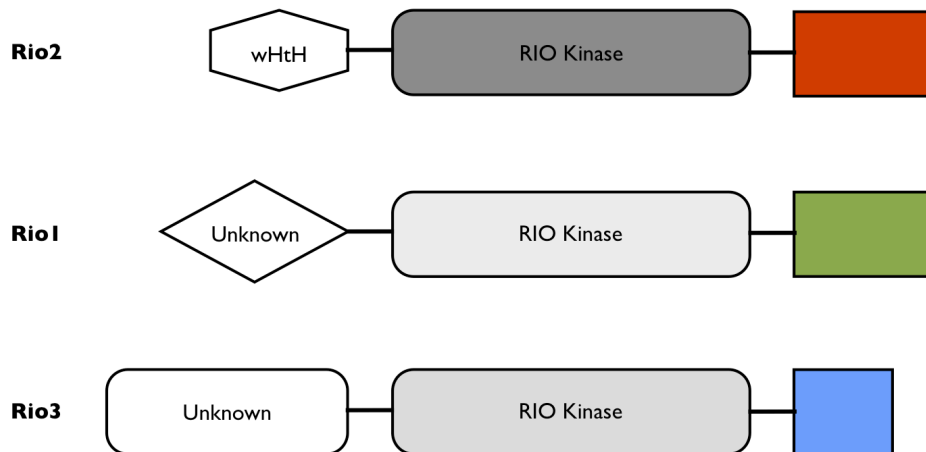 Rio2
wHtH
RIO Kinase
Rio1
Unknown
RIO Kinase
Rio3
Unknown
RIO Kinase